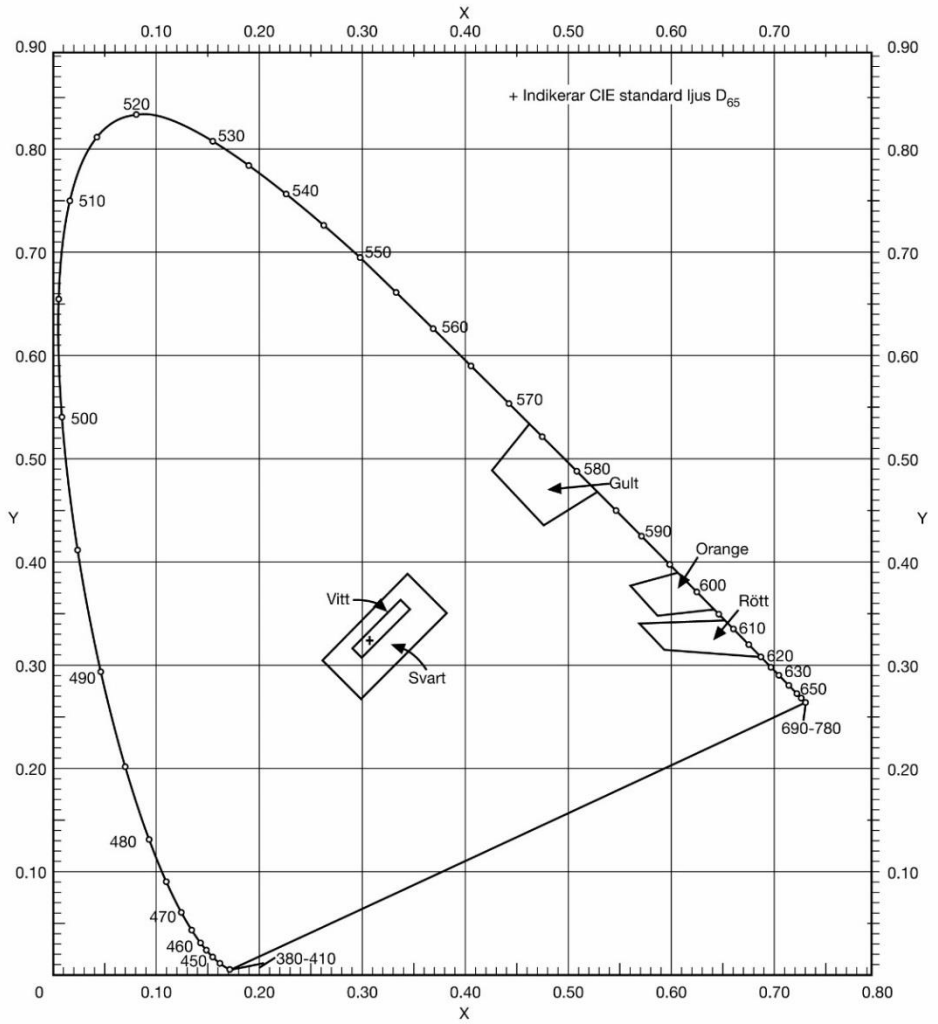 X
0.10 0.20 0.30 0.40 0.50 0.60 0.70
0.90 0.90
+ Indikerar CIE standard ljus D65
520
530
0.80 0.80
540
510
550
0.70 0.70
560
0.60 0.60
570
500
0.50 580 0.50
Gult
Y Y
590
0.40 Orange 0.40
600
Vitt Rött
610
0.30 620 0.30
490 Svart 630
650
690-780
0.20 0.20
480
0.10 0.10
470
460
450 380-410
0 0.10 0.20 0.30 0.40 0.50 0.60 0.70 0.80
X